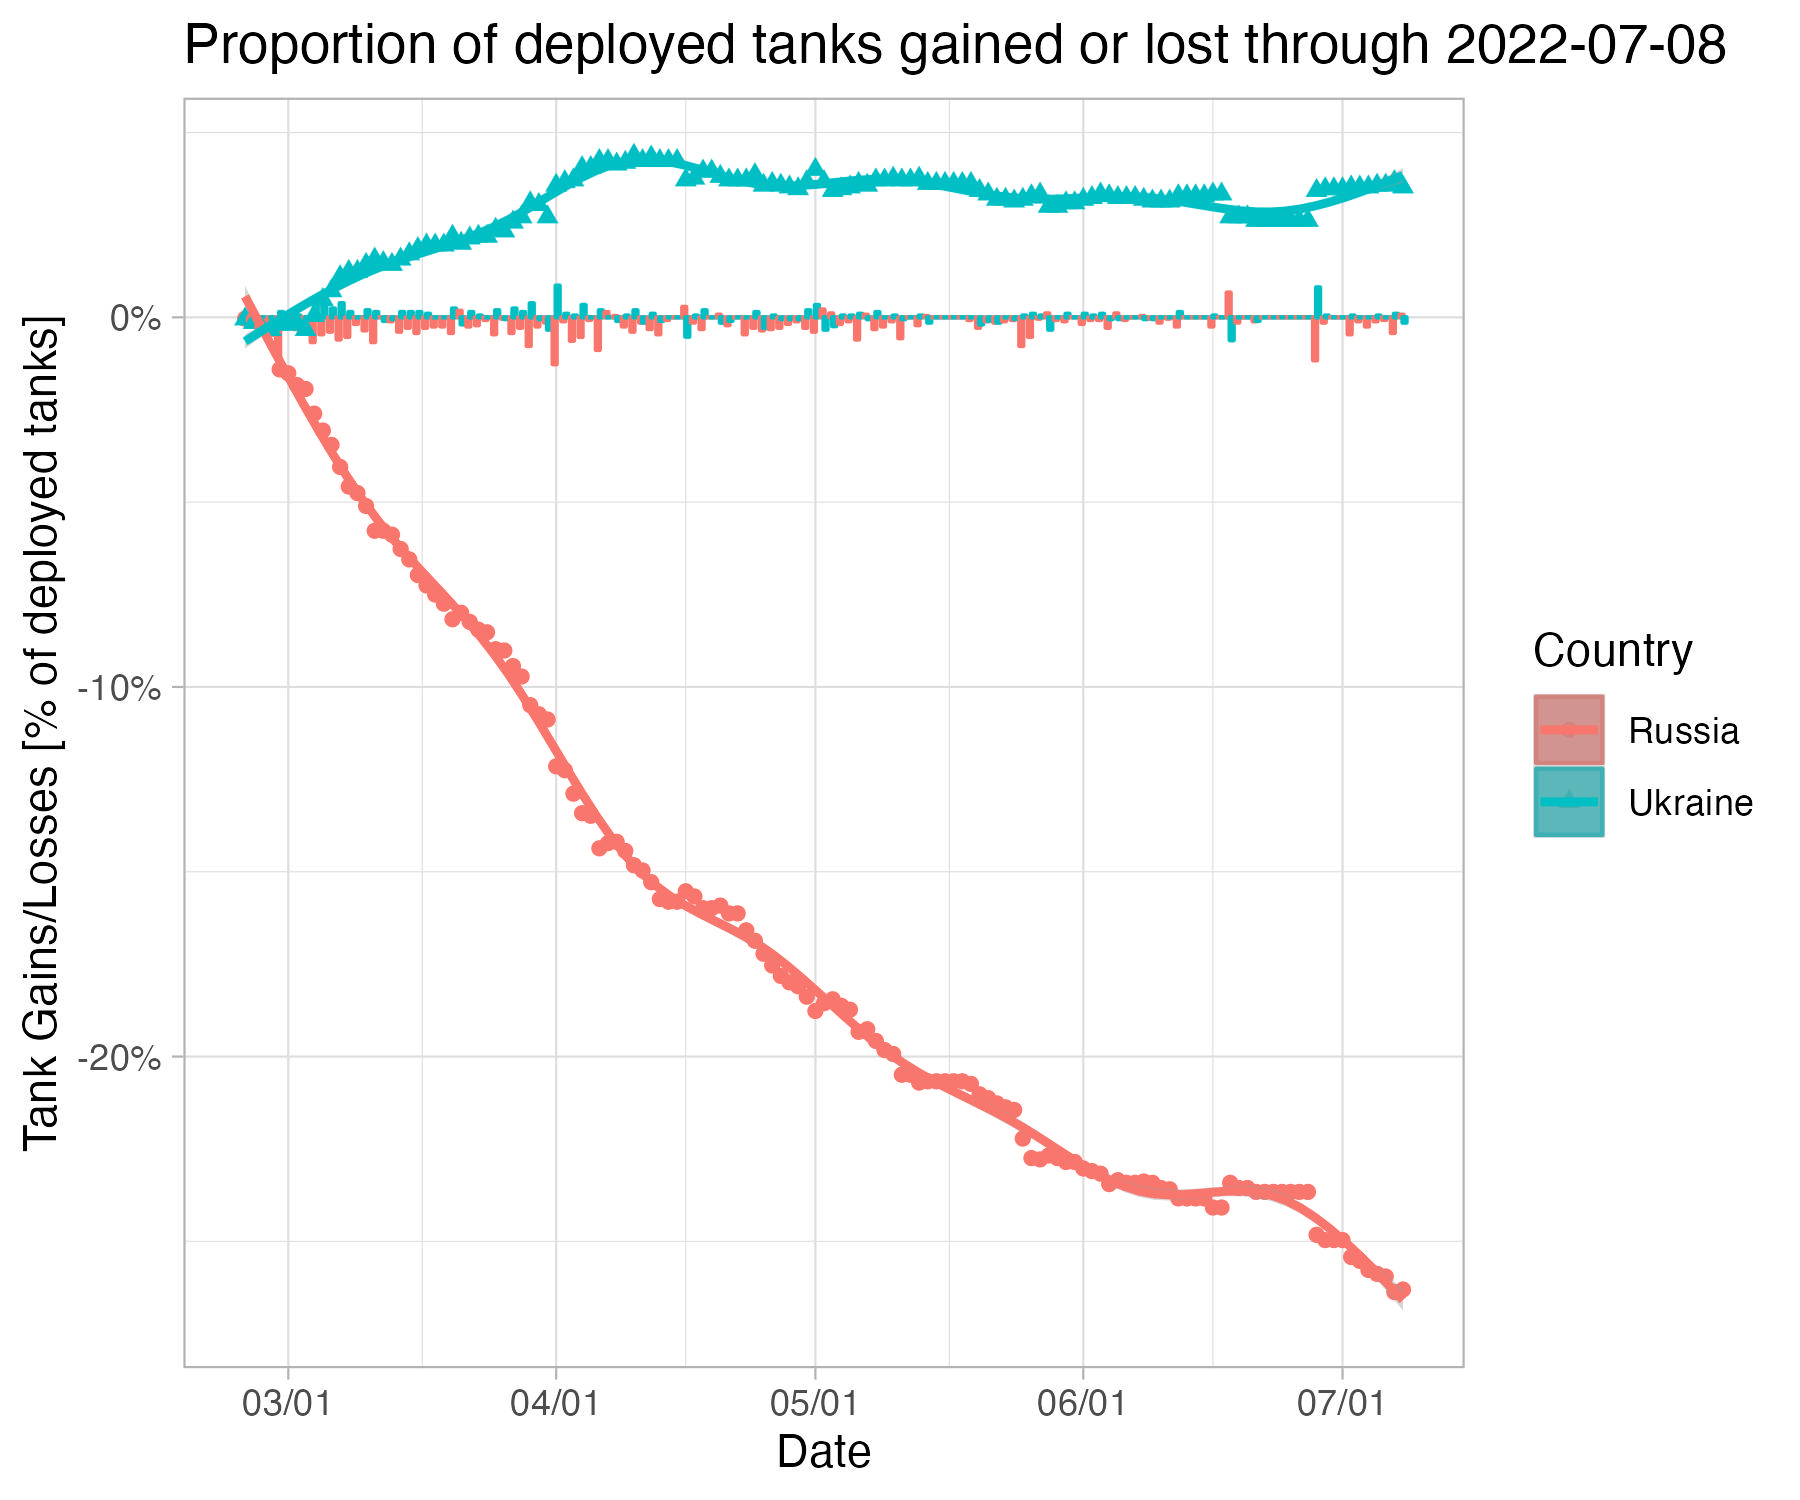 Proportion of deployed tanks gained or lost through 2022-07-08
Tank Gains/Losses [% of deployed tanks]
0%
-10%
-20%
03/01
04/01
05/01
06/01
07/01
Date
Country
Russia
Ukraine